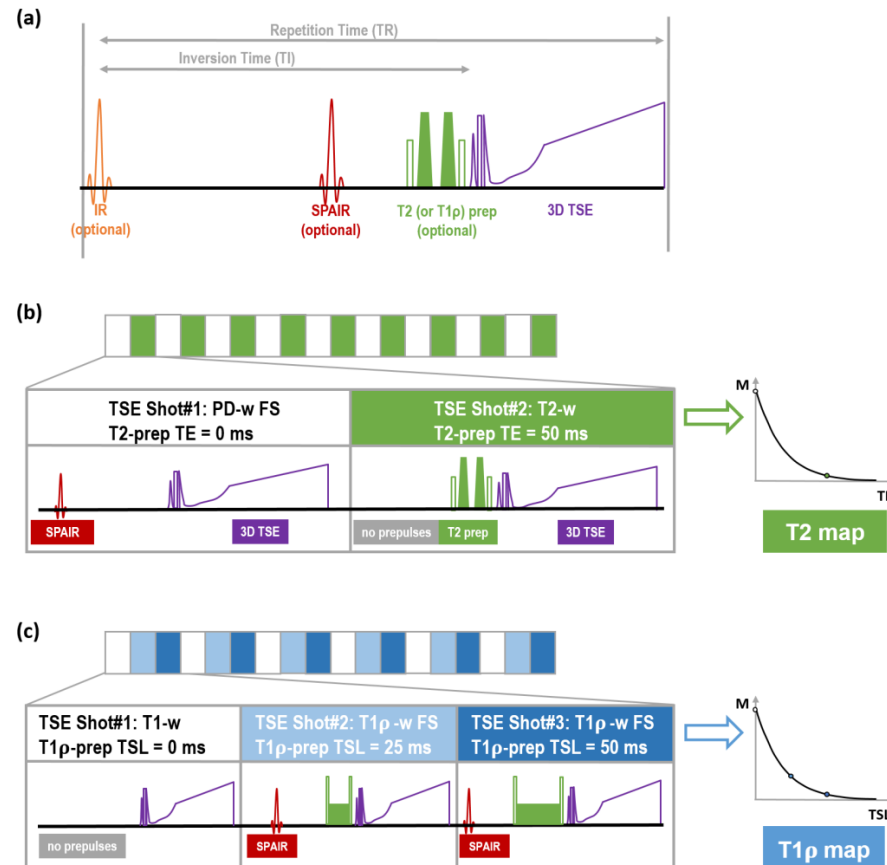 (a)
Repetition Time (TR)
Inversion Time (TI)
IR
(optional)
SPAIR
(optional)
T2 (or T1ρ) prep
(optional)
3D TSE
(b)
TSE Shot#1: PD-w FS
T2-prep TE = 0 ms
TSE Shot#2: T2-w
T2-prep TE = 50 ms
SPAIR
3D TSE
no prepulses
T2 prep
3D TSE
M
T2 map
(c)
TSE Shot#1: T1-w
T1ρ-prep TSL = 0 ms
TSE Shot#2: T1ρ -w FS
T1ρ-prep TSL = 25 ms
TSE Shot#3: T1ρ -w FS
T1ρ-prep TSL = 50 ms
no prepulses
SPAIR
SPAIR
M
TSL
T1ρ map